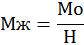 Мж = Мо / Н